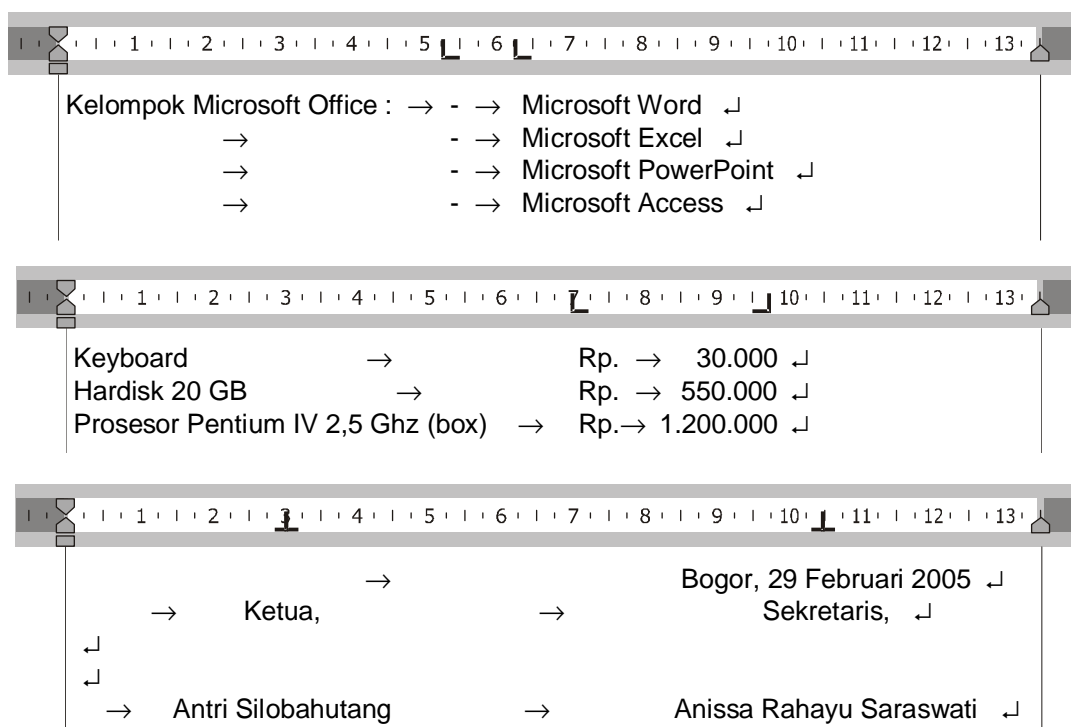 1 2 3 4 5 6 7 8 9 10 11 12 13
Kelompok Microsoft Office : → - → Microsoft Word ↵
→ - → Microsoft Excel ↵
→ - → Microsoft PowerPoint ↵
→ - → Microsoft Access ↵
1 2 3 4 5 6 7 8 9 10 11 12 13
Keyboard → Rp. → 30.000 ↵
Hardisk 20 GB → Rp. → 550.000 ↵
Prosesor Pentium IV 2,5 Ghz (box) → Rp.→ 1.200.000 ↵
1 2 3 4 5 6 7 8 9 10 11 12 13
→ Bogor, 29 Februari 2005 ↵
→ Ketua, → Sekretaris, ↵
↵
↵
→ Antri Silobahutang → Anissa Rahayu Saraswati ↵